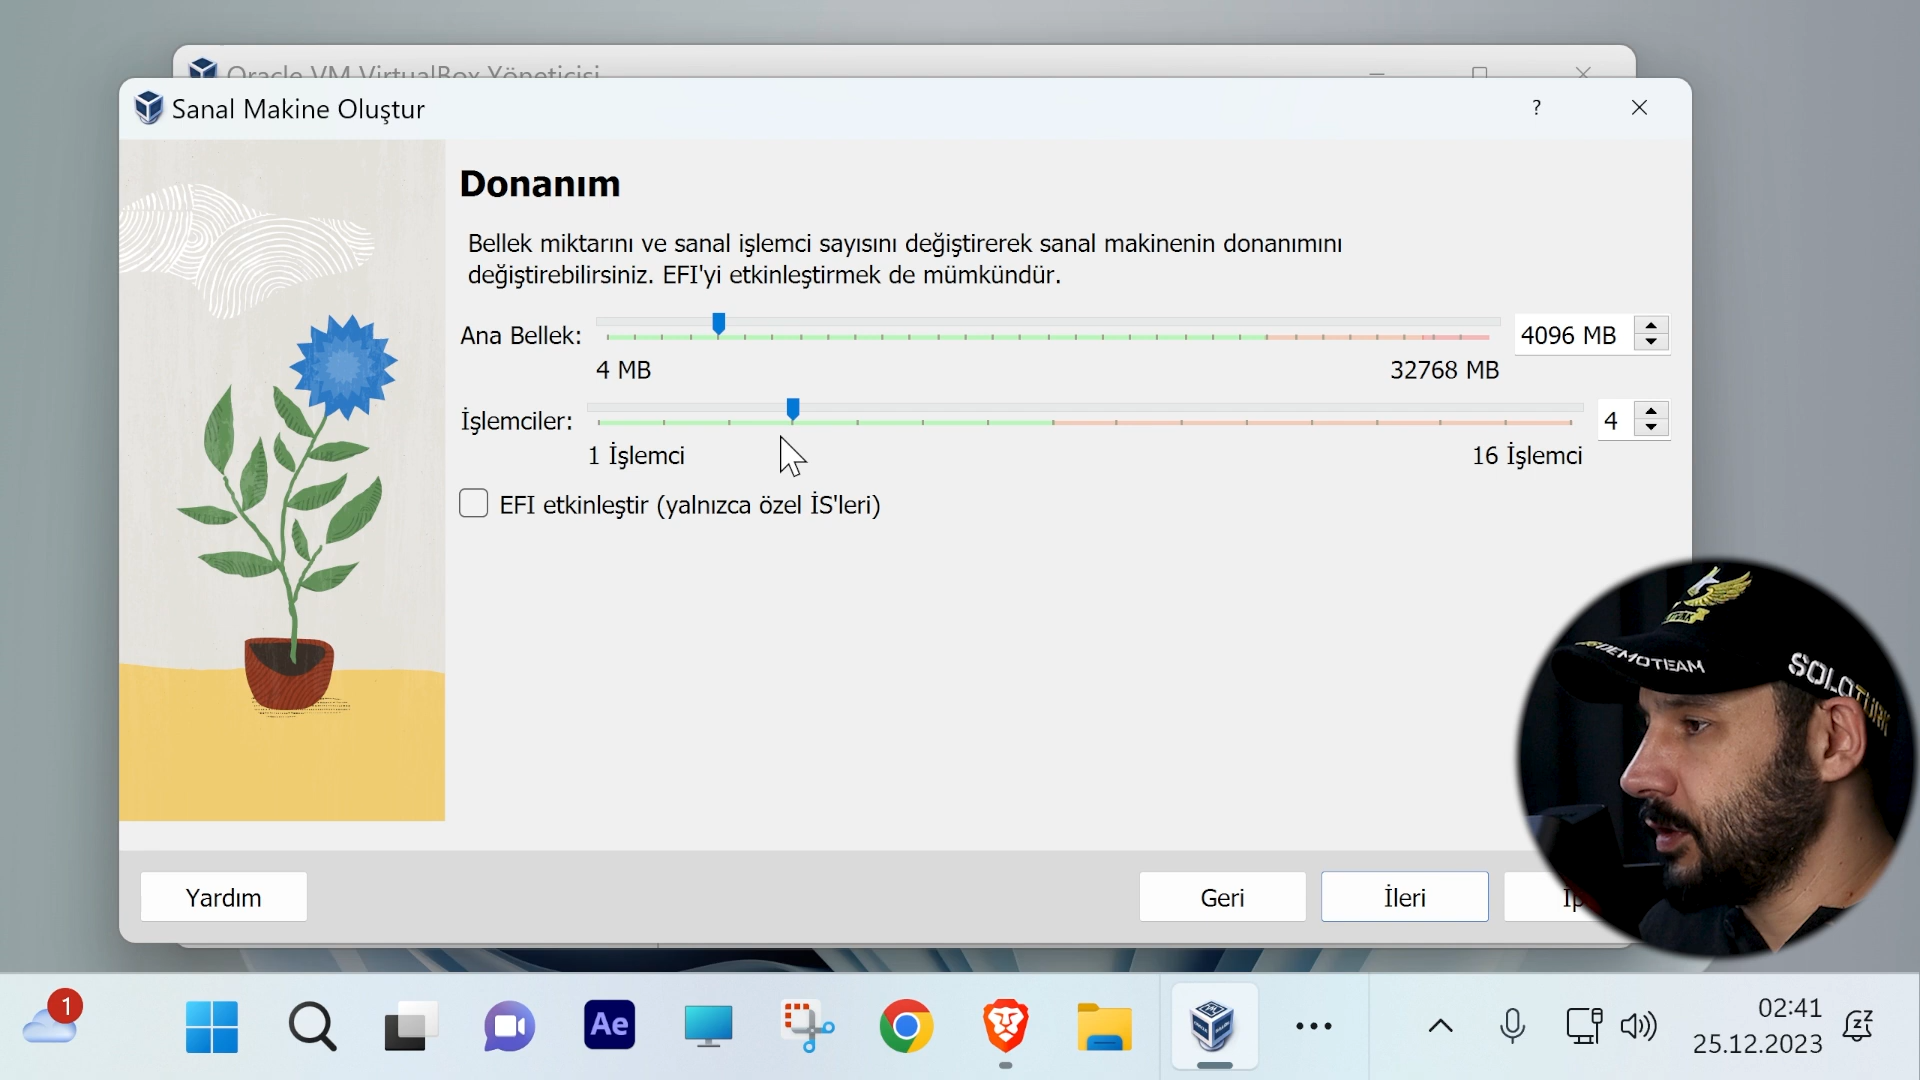 Oracle VM VirtualBox Yöneticisi
Sanal Makine Oluştur
?
Donanım
Bellek miktarını ve sanal işlemci sayısını değiştirerek sanal makinenin donanımını
değiştirebilirsiniz. EFI'yi etkinleştirmek de mümkündür.
Ana Bellek:
4096 MB
4 MB
32768 MB
İşlemciler:
4
1 İşlemci
16 İşlemci
EFI etkinleştir (yalnızca özel İS'leri)
DEMOTEAM
SOLOTÜRK
Yardım
Geri
İleri
1
Ae
02:41
25.12.2023